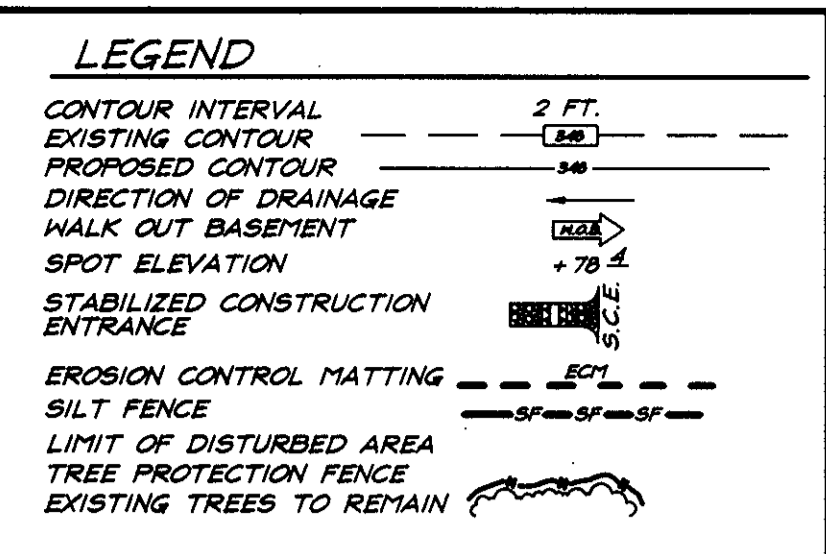 LEGEND
CONTOUR INTERVAL 2 FT.
EXISTING CONTOUR 348
PROPOSED CONTOUR 348
DIRECTION OF DRAINAGE
WALK OUT BASEMENT W.O.B.
SPOT ELEVATION + 78 4
STABILIZED CONSTRUCTION
ENTRANCE S.C.E.
EROSION CONTROL MATTING ECM
SILT FENCE SF SF SF
LIMIT OF DISTURBED AREA
TREE PROTECTION FENCE
EXISTING TREES TO REMAIN